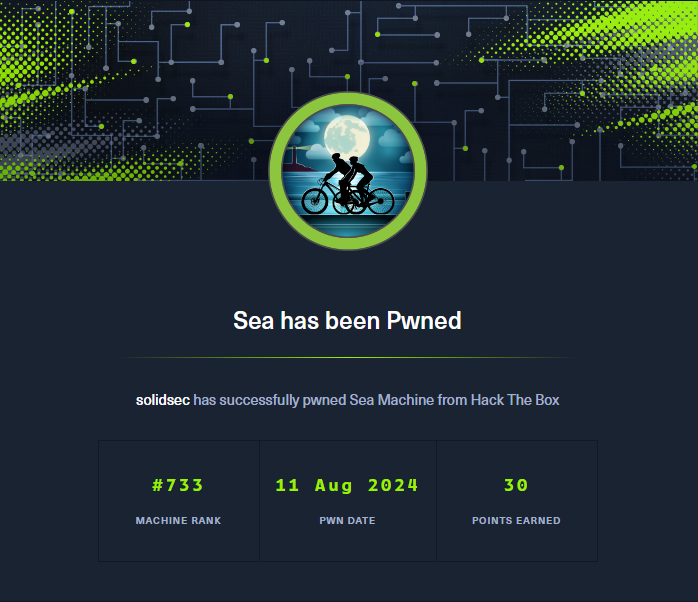 Sea has been Pwned
solidsec has successfully pwned Sea Machine from Hack The Box
#733
MACHINE RANK
11 Aug 2024
PWN DATE
30
POINTS EARNED